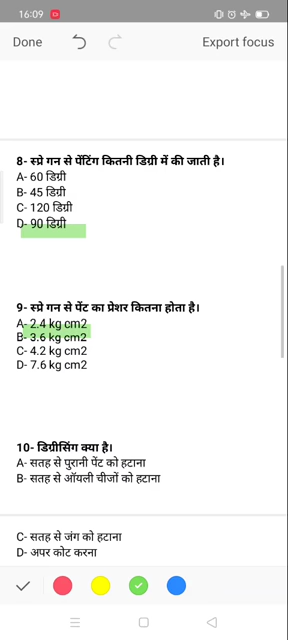 16:09
Done
Export focus
8- स्प्रे गन से पेंटिंग कितनी डिग्री में की जाती है।
A- 60 डिग्री
B- 45 डिग्री
C- 120 डिग्री
D- 90 डिग्री
9- स्प्रे गन से पेंट का प्रेशर कितना होता है।
A- 2.4 kg cm2
B- 3.6 kg cm2
C- 4.2 kg cm2
D- 7.6 kg cm2
10- डिग्रीसिंग क्या है।
A- सतह से पुरानी पेंट को हटाना
B- सतह से ऑयली चीजों को हटाना
C- सतह से जंग को हटाना
D- अपर कोट करना